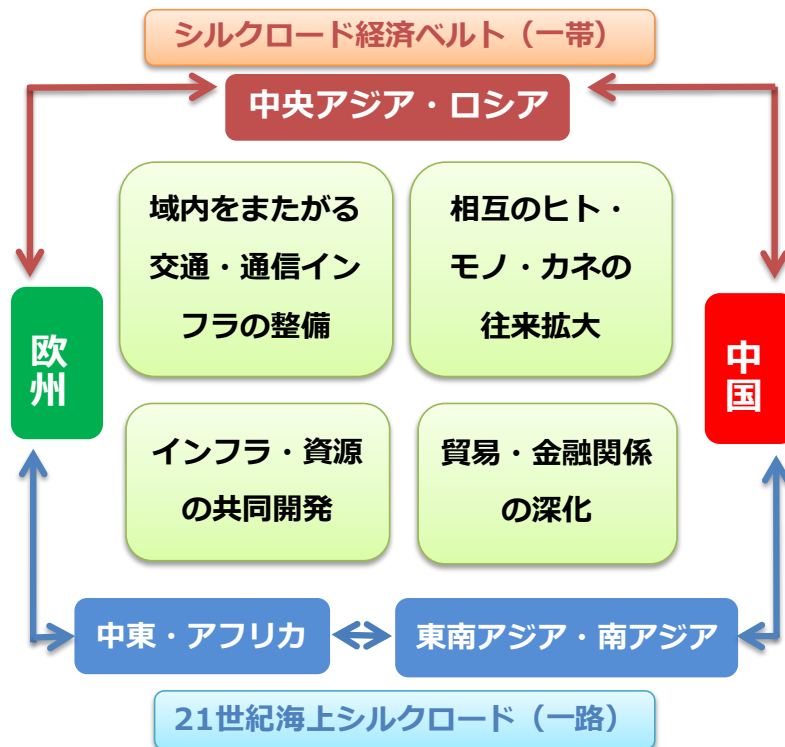 シルクロード経済ベルト（一帯）
中央アジア・ロシア
域内をまたがる
交通・通信イン
フラの整備
相互のヒト・
モノ・カネの
往来拡大
欧州
中国
インフラ・資源
の共同開発
貿易・金融関係
の深化
中東・アフリカ
東南アジア・南アジア
21世紀海上シルクロード（一路）